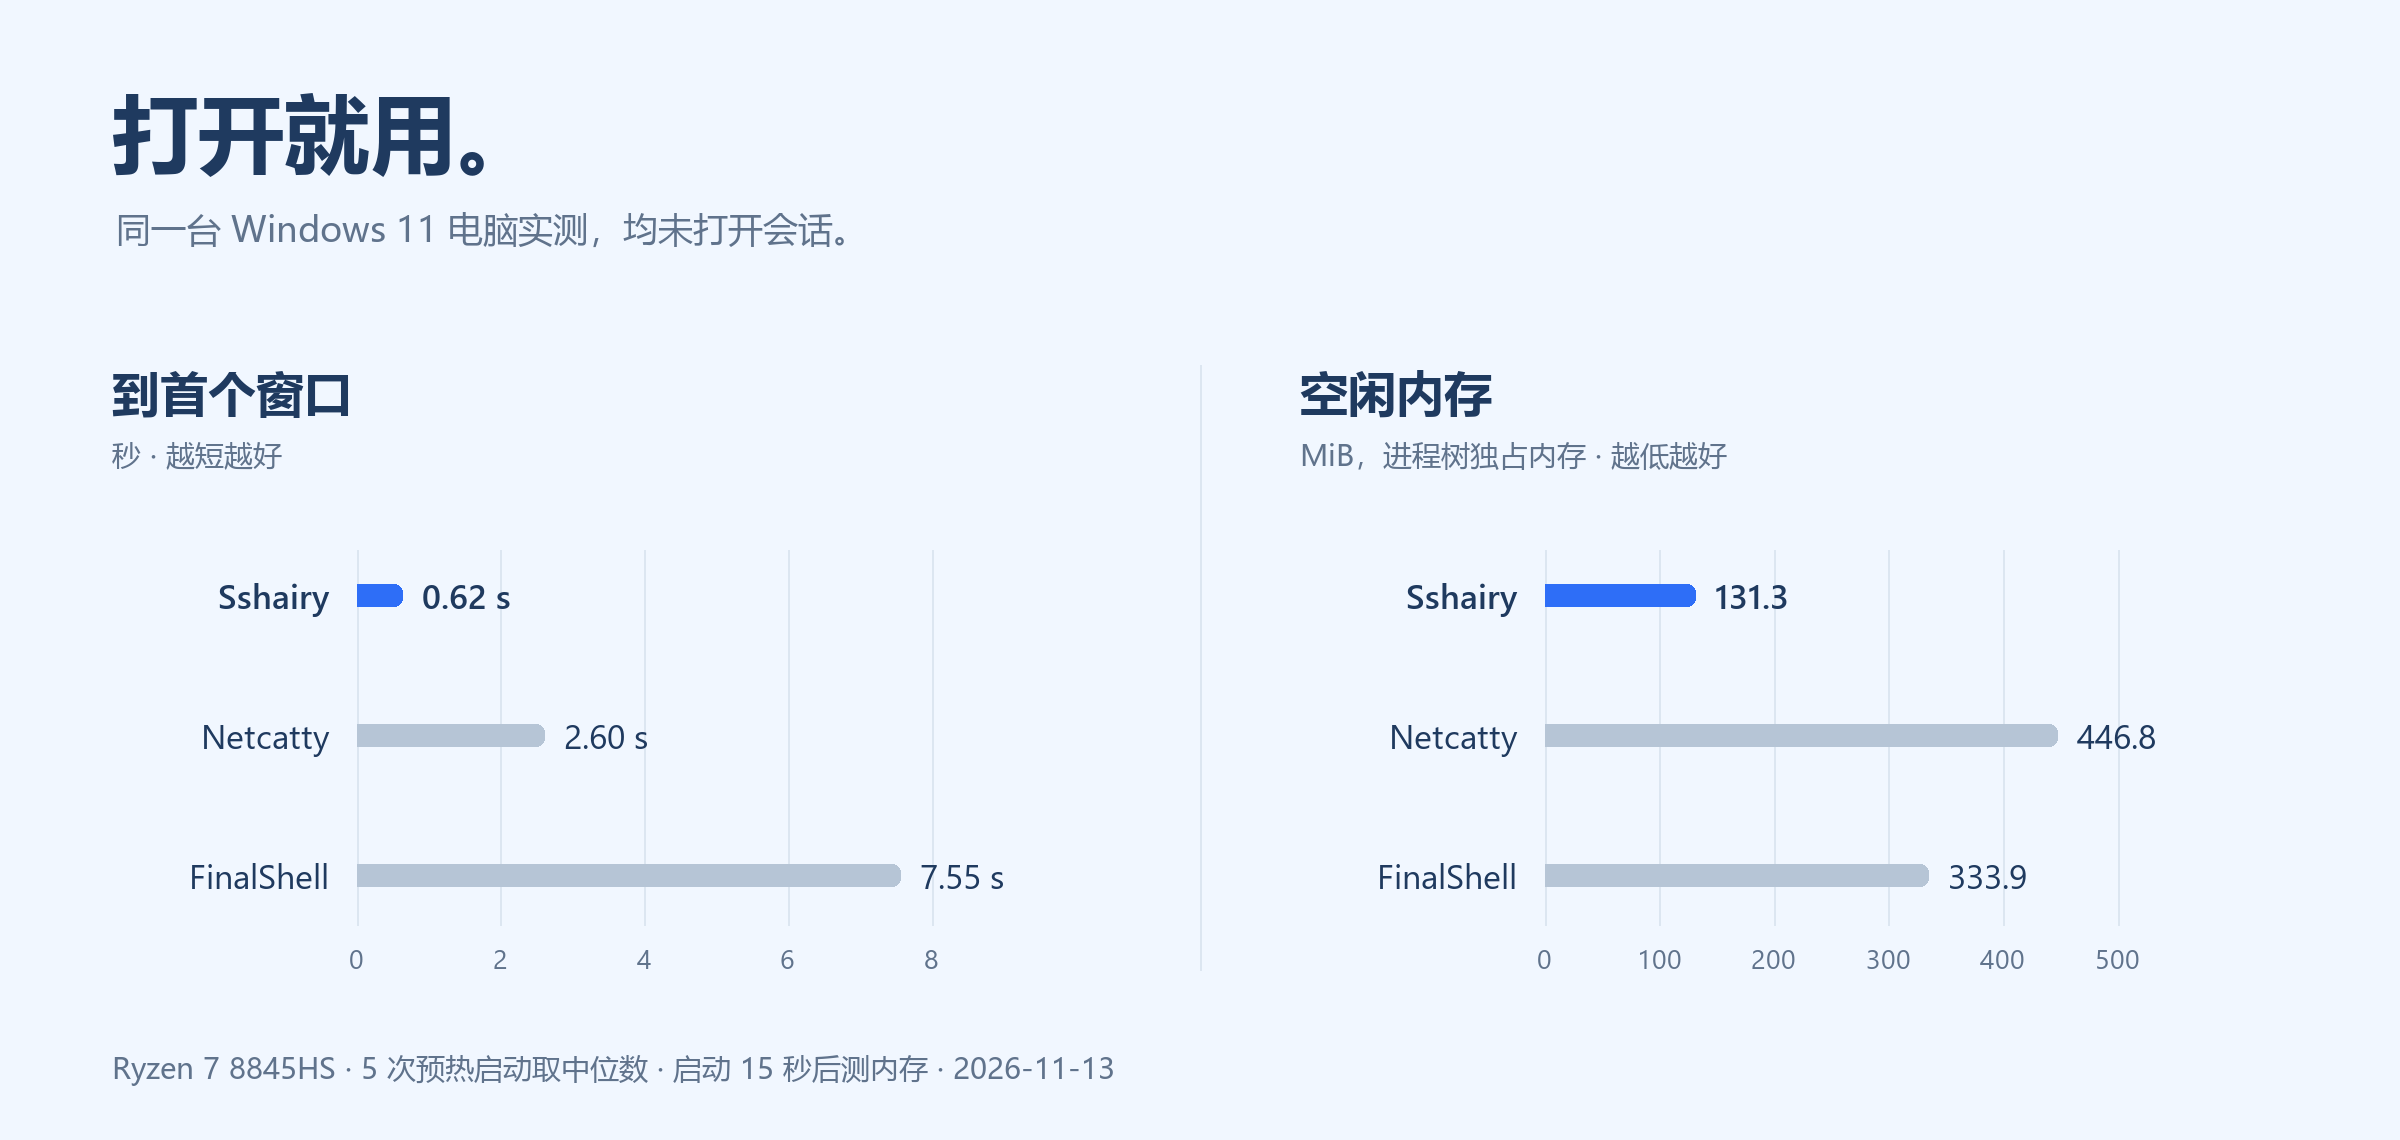 打开就用。
同一台 Windows 11 电脑实测，均未打开会话。
到首个窗口
秒 · 越短越好
Sshairy 0.62 s
Netcatty 2.60 s
FinalShell 7.55 s
0 2 4 6 8
空闲内存
MiB，进程树独占内存 · 越低越好
Sshairy 131.3
Netcatty 446.8
FinalShell 333.9
0 100 200 300 400 500
Ryzen 7 8845HS · 5 次预热启动取中位数 · 启动 15 秒后测内存 · 2026-11-13